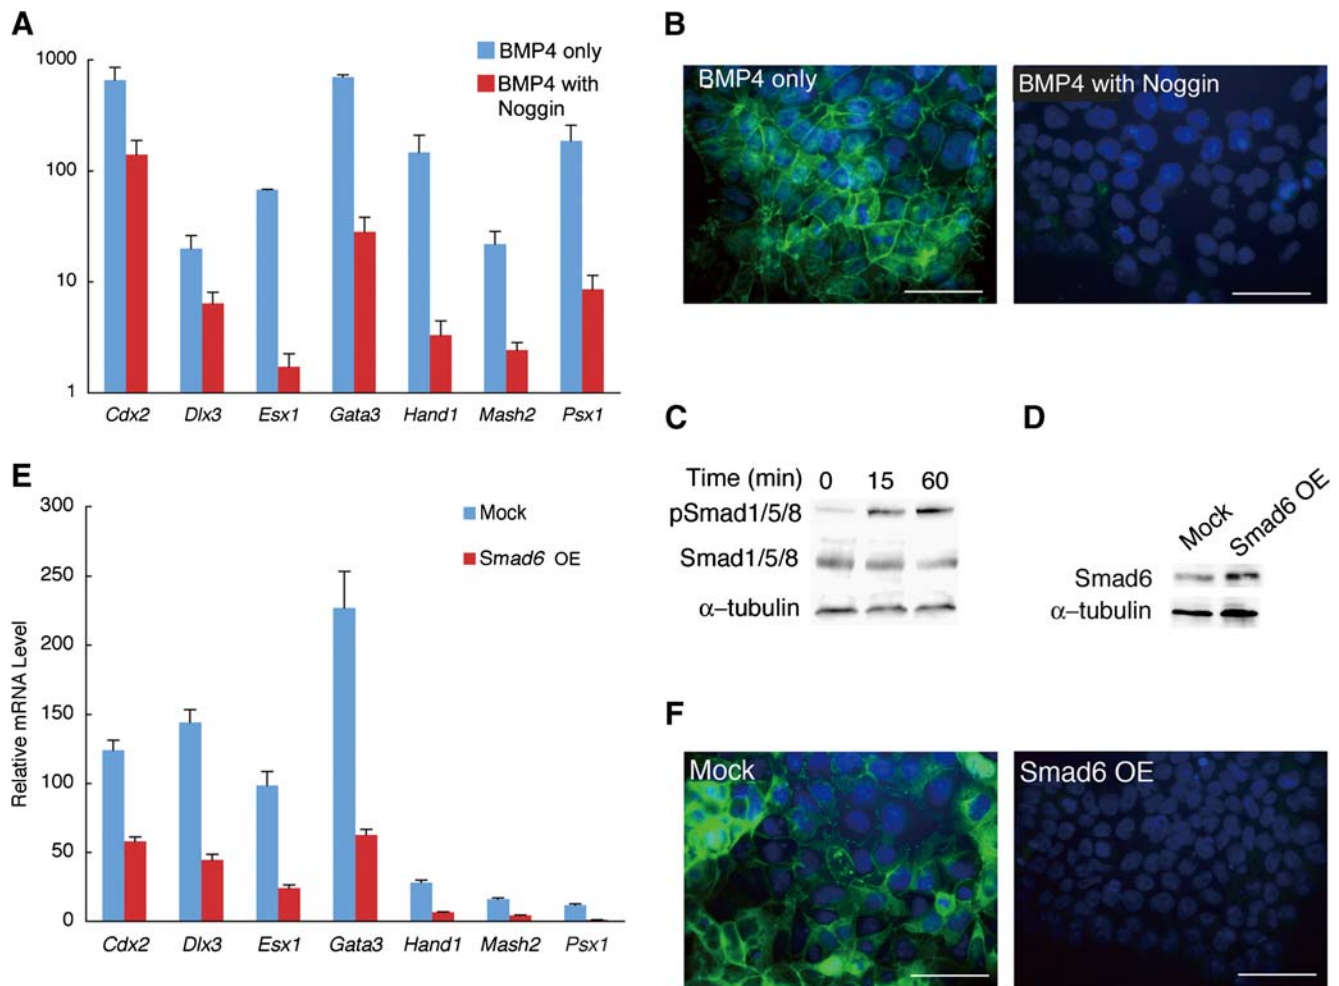 A
1000
100
10
1
BMP4 only
BMP4 with
Noggin
Cdx2 Dlx3 Esx1 Gata3 Hand1 Mash2 Psx1
B
BMP4 only
BMP4 with Noggin
C
Time (min) 0 15 60
pSmad1/5/8
Smad1/5/8
α–tubulin
D
Mock
Smad6 OE
Smad6
α–tubulin
E
Relative mRNA Level
300
250
200
150
100
50
0
Mock
Smad6 OE
Cdx2 Dlx3 Esx1 Gata3 Hand1 Mash2 Psx1
F
Mock
Smad6 OE